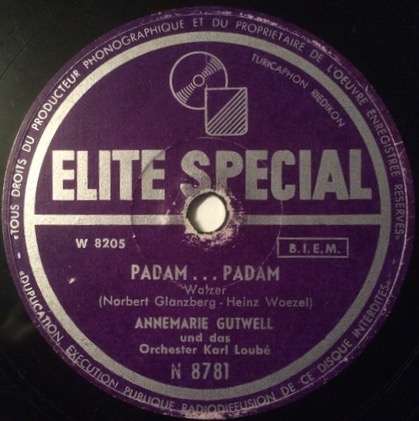 «TOUS DROITS DU PRODUCTEUR PHONOGRAPHIQUE ET DU PROPRIETAIRE DE L'OEUVRE ENREGISTREE RESERVES»
TURICAPHON RIEDIKON
ELITE SPECIAL
W 8205
B.I.E.M.
PADAM...PADAM
Walzer
(Norbert Glanzberg - Heinz Woezel)
ANNEMARIE GUTWELL
und das
Orchester Karl Loubé
N 8781
«DUPLICATION EXECUTION PUBLIQUE RADIODIFFUSION DE CE DISQUE INTERDITES»